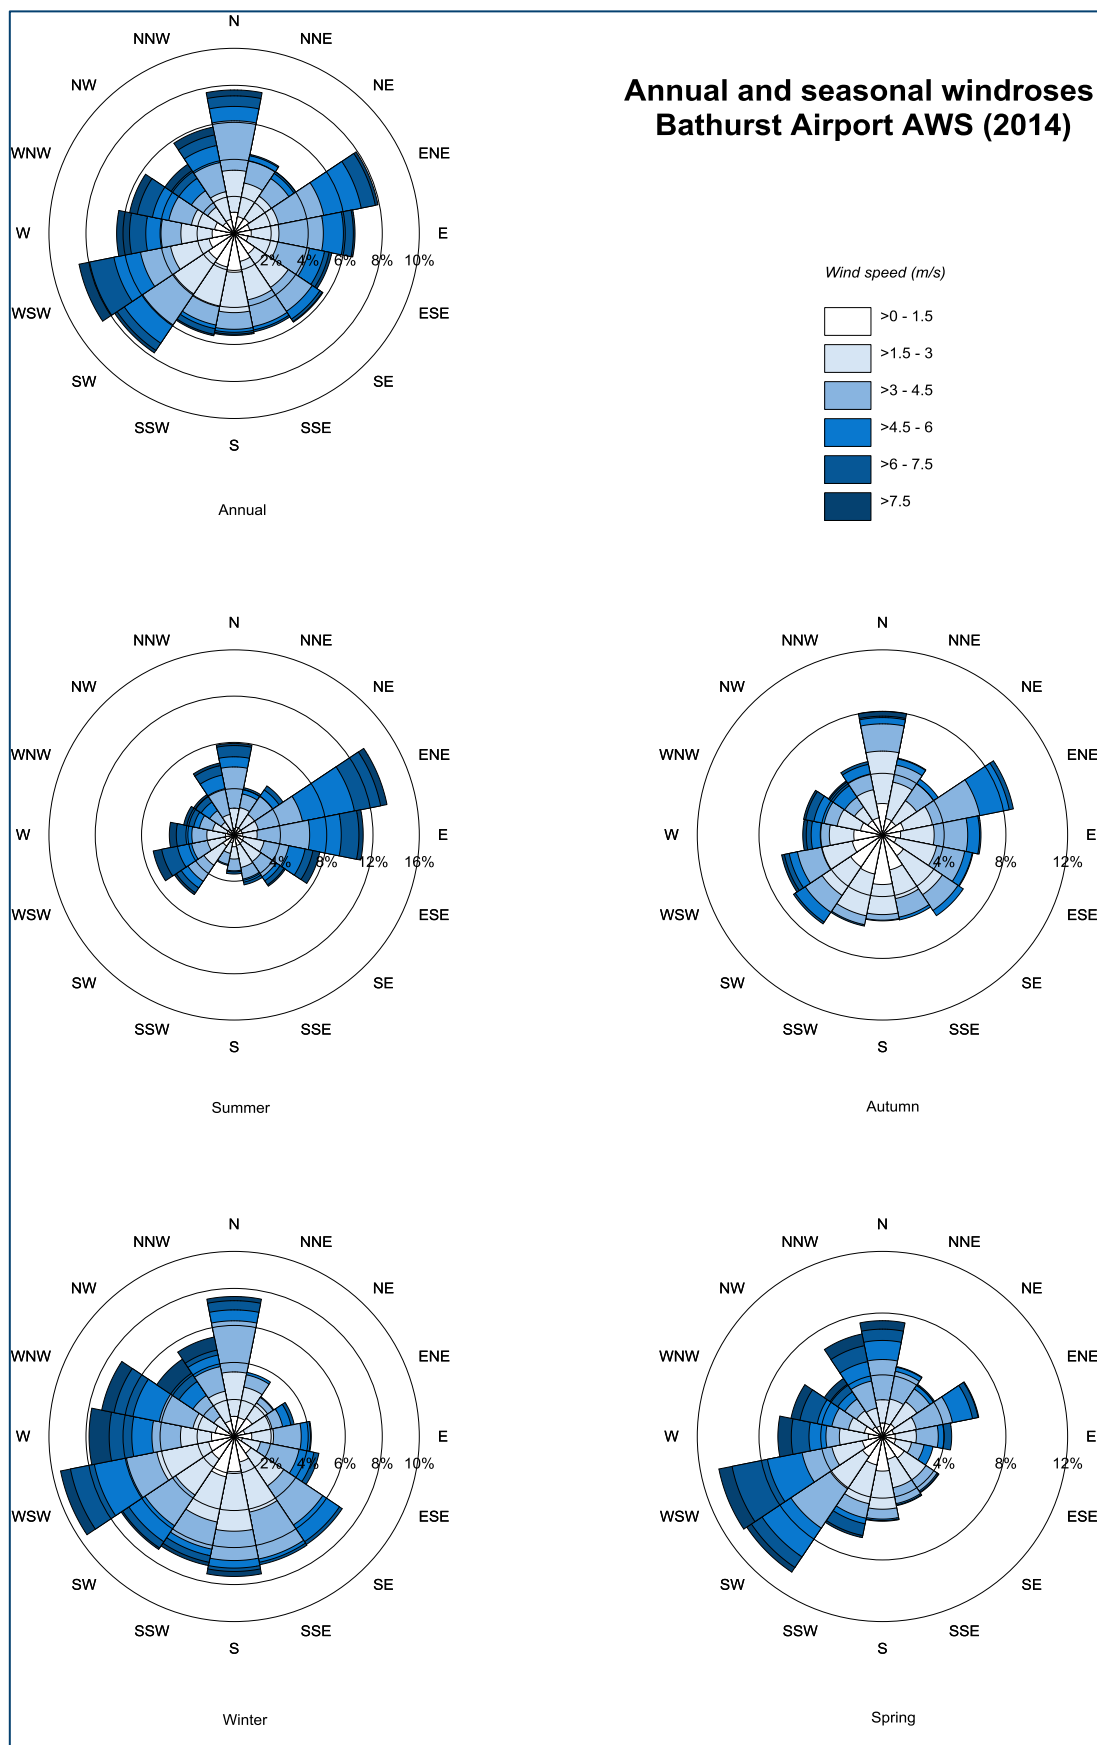 Annual and seasonal windroses
Bathurst Airport AWS (2014)
N
NNW
NNE
NW
NE
WNW
ENE
W
E
2%
4%
6%
8%
10%
WSW
ESE
SW
SE
SSW
SSE
S
Annual
Wind speed (m/s)
>0 - 1.5
>1.5 - 3
>3 - 4.5
>4.5 - 6
>6 - 7.5
>7.5
N
NNW
NNE
NW
NE
WNW
ENE
W
E
4%
8%
12%
16%
WSW
ESE
SW
SE
SSW
SSE
S
Summer
N
NNW
NNE
NW
NE
WNW
ENE
W
E
4%
8%
12%
WSW
ESE
SW
SE
SSW
SSE
S
Autumn
N
NNW
NNE
NW
NE
WNW
ENE
W
E
2%
4%
6%
8%
10%
WSW
ESE
SW
SE
SSW
SSE
S
Winter
N
NNW
NNE
NW
NE
WNW
ENE
W
E
4%
8%
12%
WSW
ESE
SW
SE
SSW
SSE
S
Spring